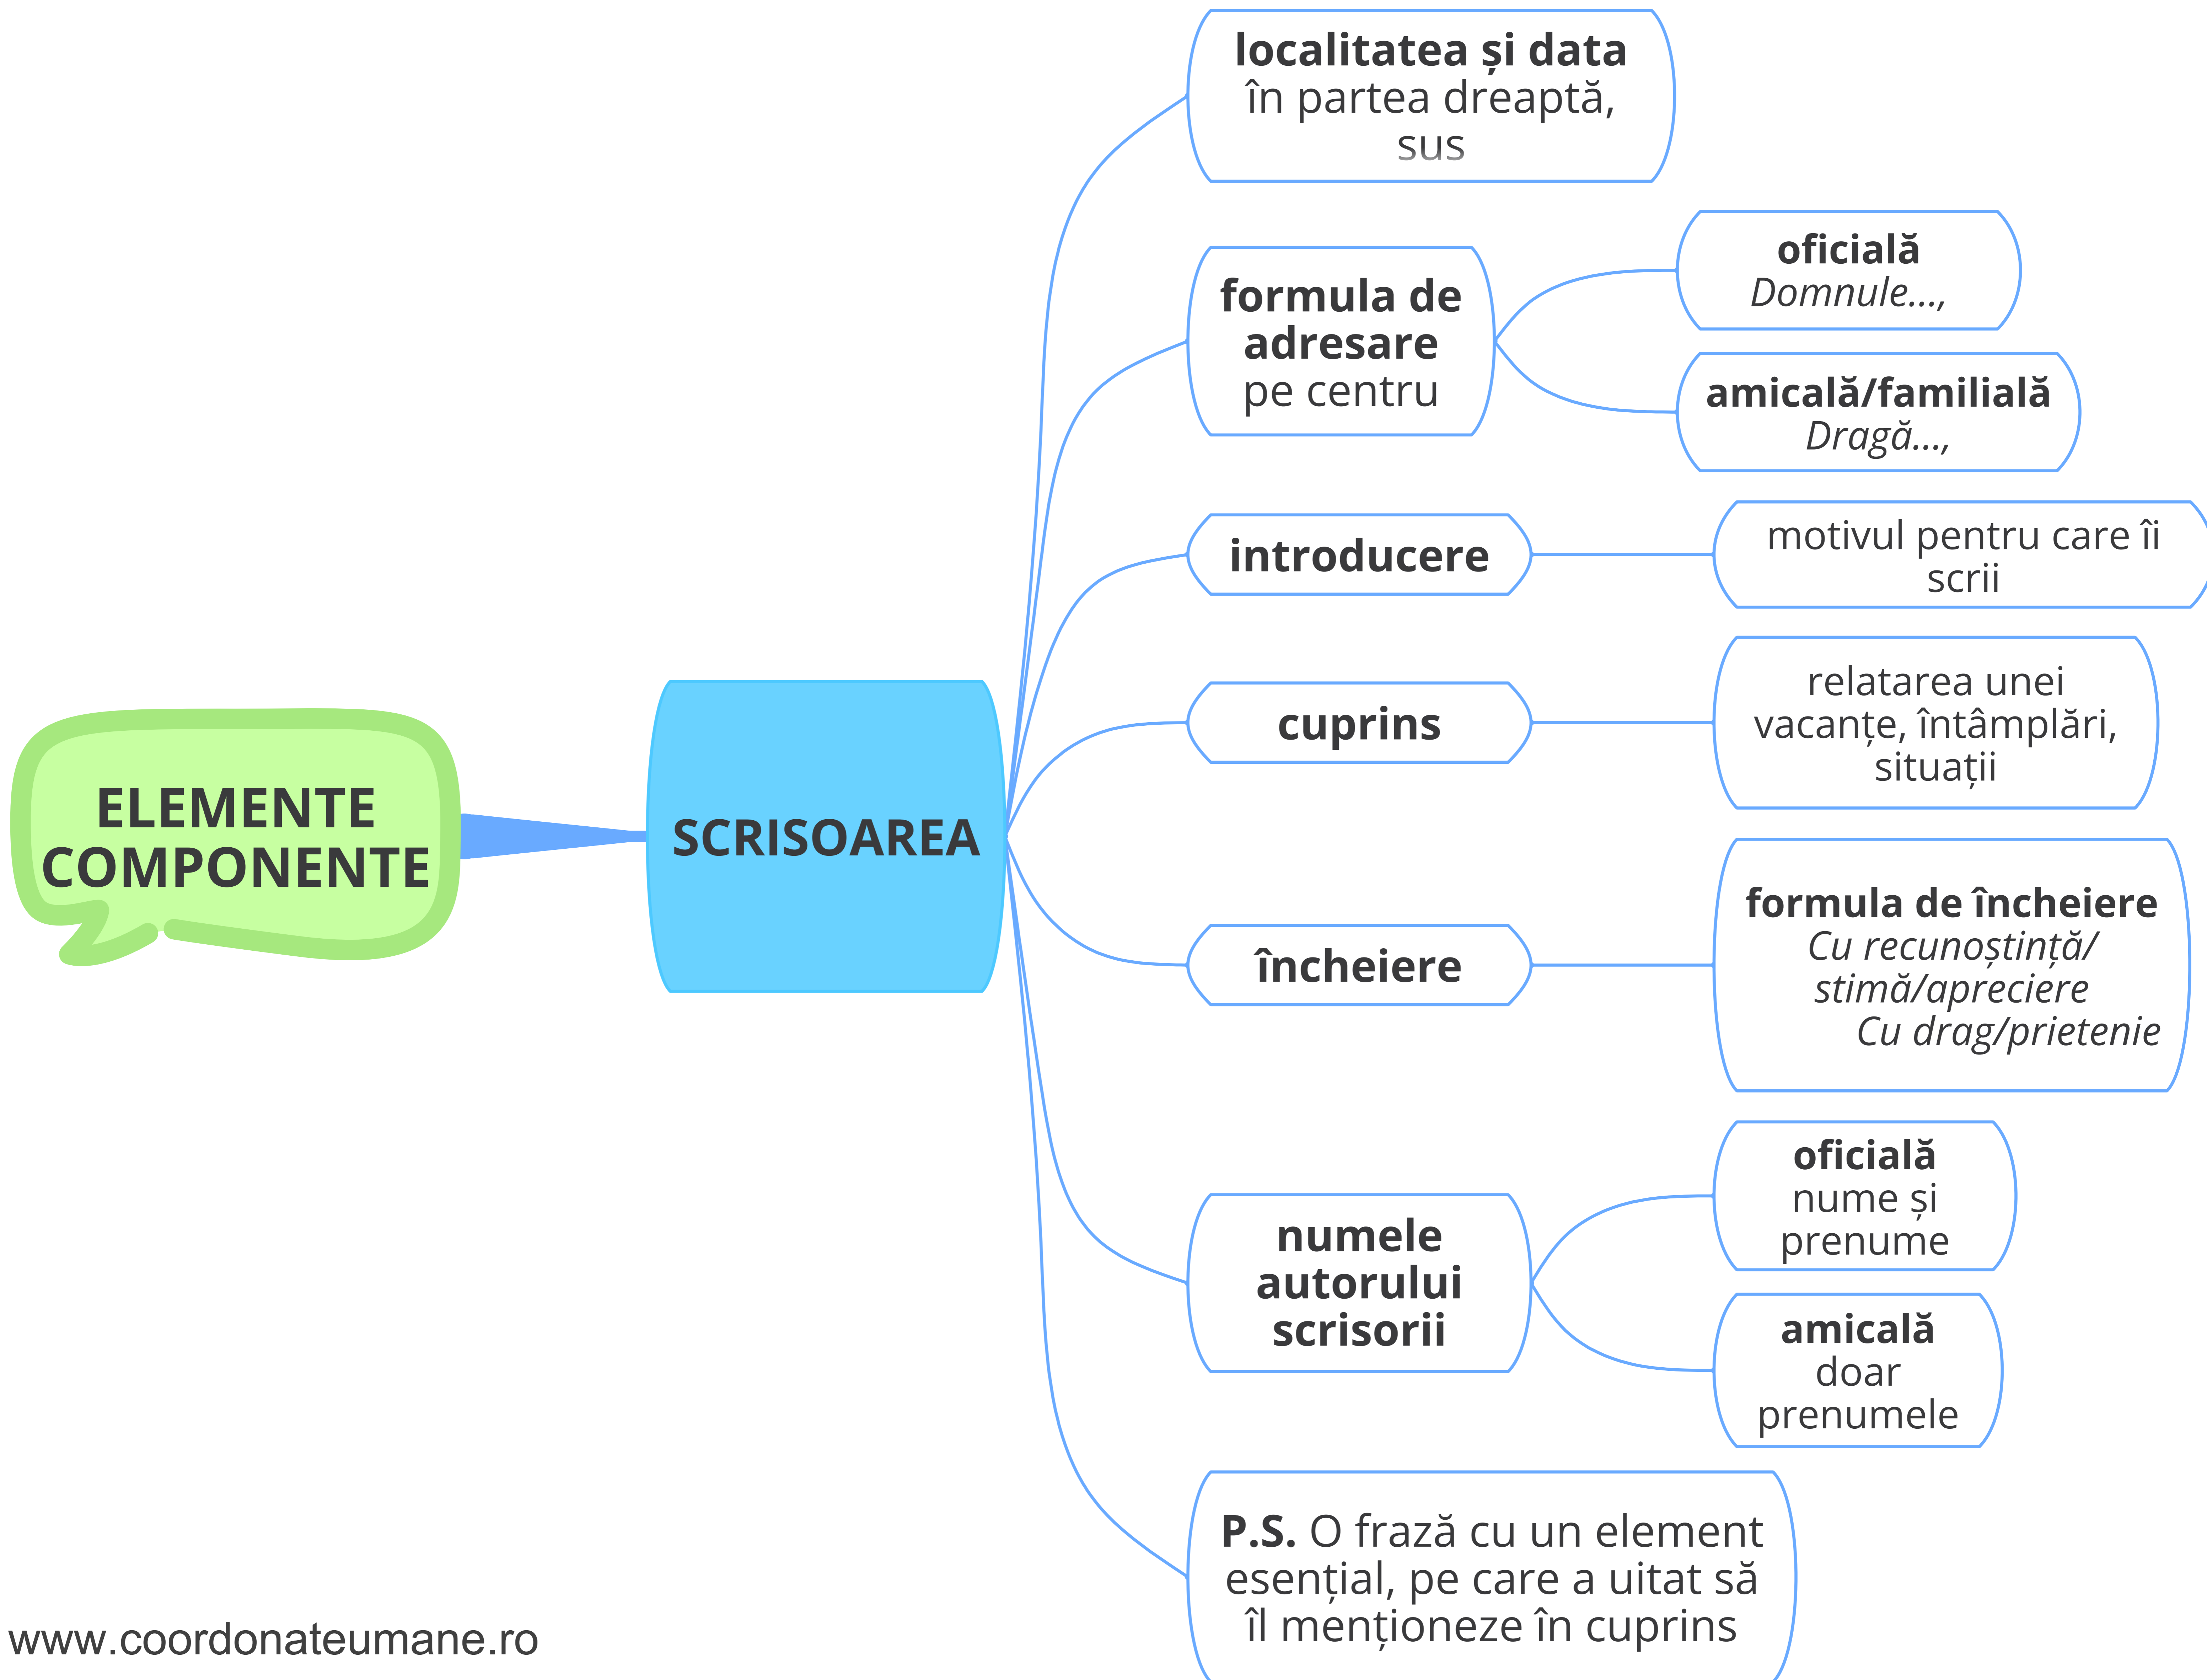 ELEMENTE
COMPONENTE
SCRISOAREA
localitatea și data
în partea dreaptă,
sus
formula de
adresare
pe centru
oficială
Domnule...,
amicală/familială
Dragă...,
introducere
motivul pentru care îi
scrii
cuprins
relatarea unei
vacanțe, întâmplări,
situații
încheiere
formula de încheiere
Cu recunoștință/
stimă/apreciere
Cu drag/prietenie
numele
autorului
scrisorii
oficială
nume și
prenume
amicală
doar
prenumele
P.S. O frază cu un element
esențial, pe care a uitat să
îl menționeze în cuprins
www.coordonateumane.ro